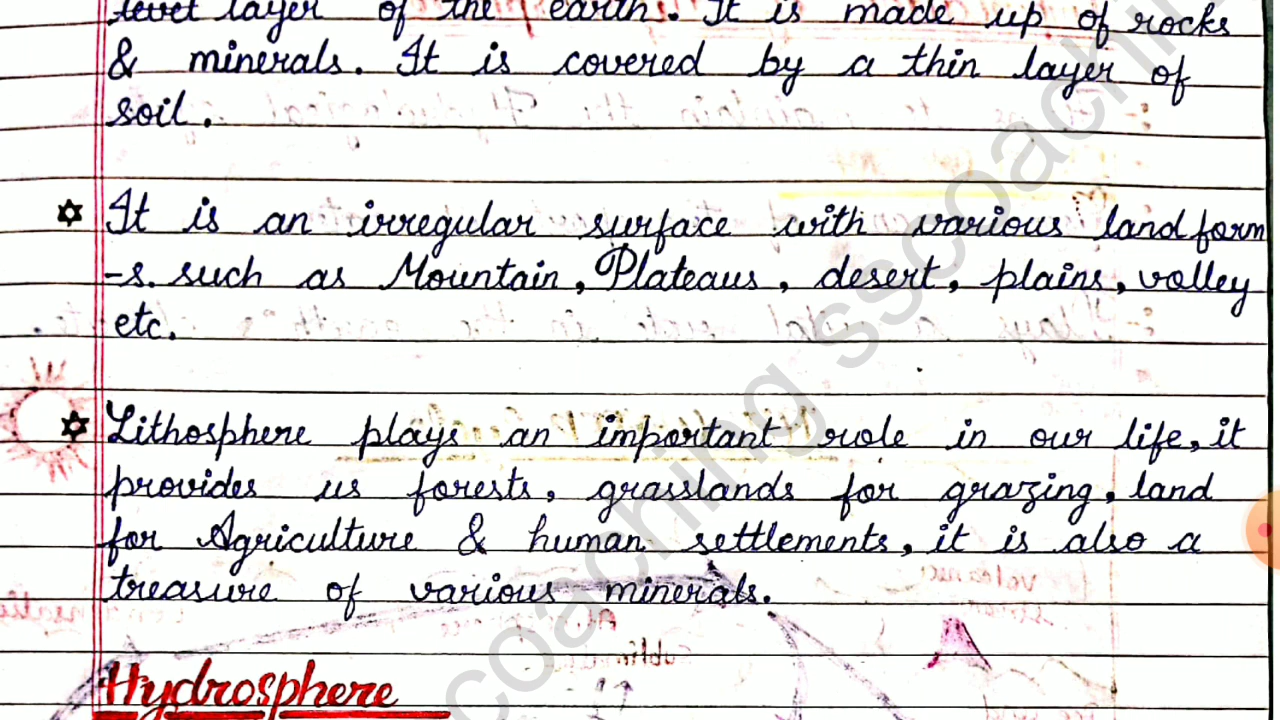 level layer of the earth. It is made up of rocks
& minerals. It is covered by a thin layer of
soil.
It is an irregular surface with various landform
-s. such as Mountain, Plateaus, desert, plains, valley
etc.
Lithosphere plays an important role in our life, it
provides us forests, grasslands for grazing, land
for Agriculture & human settlements, it is also a
treasure of various minerals.
Hydrosphere
coaching sscoaching